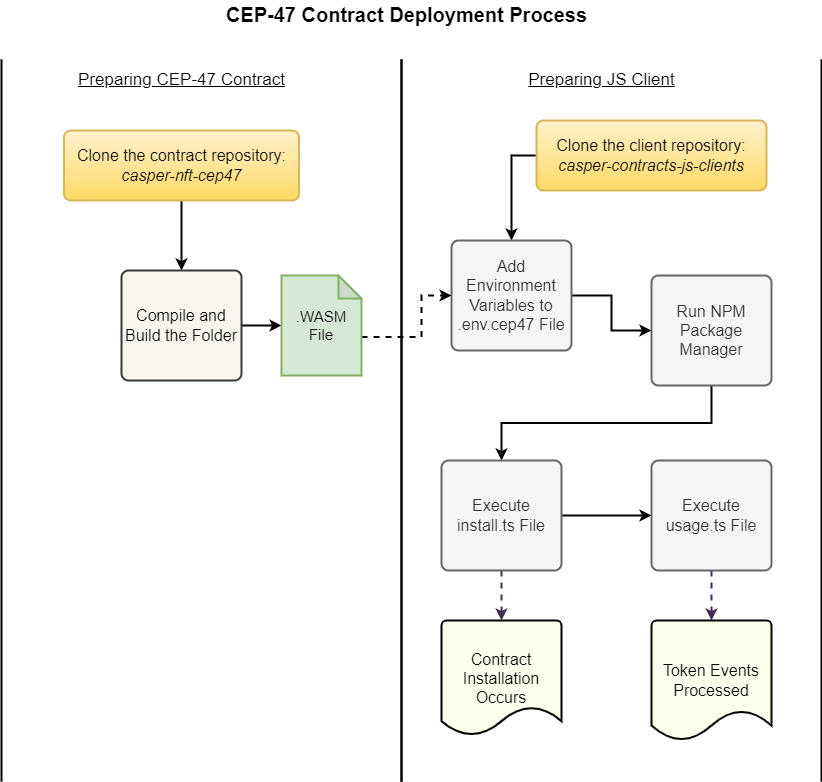 CEP-47 Contract Deployment Process
Preparing CEP-47 Contract
Clone the contract repository:
casper-nft-cep47
Compile and
Build the Folder
.WASM
File
Preparing JS Client
Clone the client repository:
casper-contracts-js-clients
Add
Environment
Variables to
.env.cep47 File
Run NPM
Package
Manager
Execute
install.ts File
Execute
usage.ts File
Contract
Installation
Occurs
Token Events
Processed